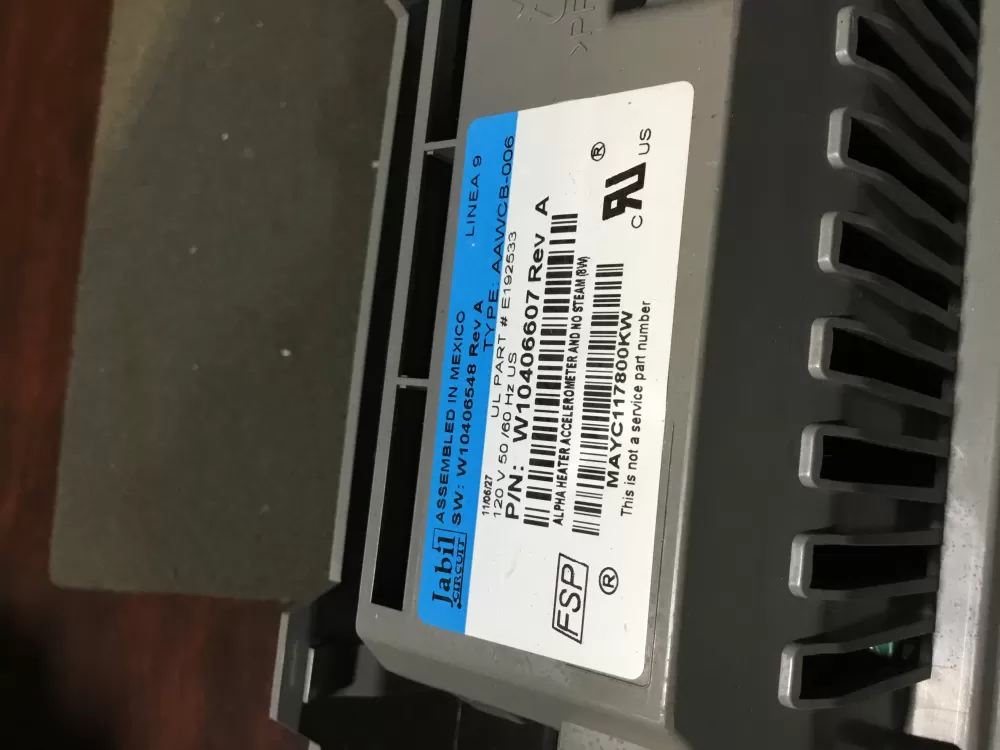 Jabil CIRCUIT
ASSEMBLED IN MEXICO LINEA 9
SW: W10406548 Rev A TYPE: AAWCB-006
11/06/27 UL PART # E192533
120 V 50 /60 Hz US
P/N: W10406607 Rev A
ALPHA HEATER ACCELEROMETER AND NO STEAM (8W)
MAYC117800KW
This is not a service part number
FSP ®
C RU US ®